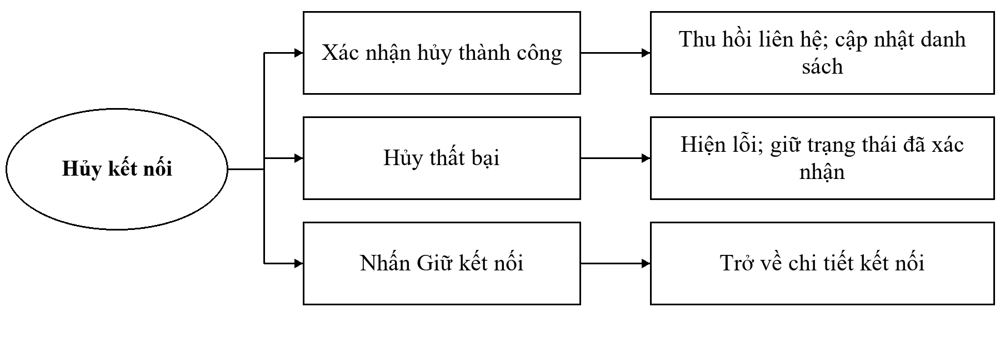 Hủy kết nối
Xác nhận hủy thành công
Thu hồi liên hệ; cập nhật danh
sách
Hủy thất bại
Hiện lỗi; giữ trạng thái đã xác
nhận
Nhấn Giữ kết nối
Trở về chi tiết kết nối